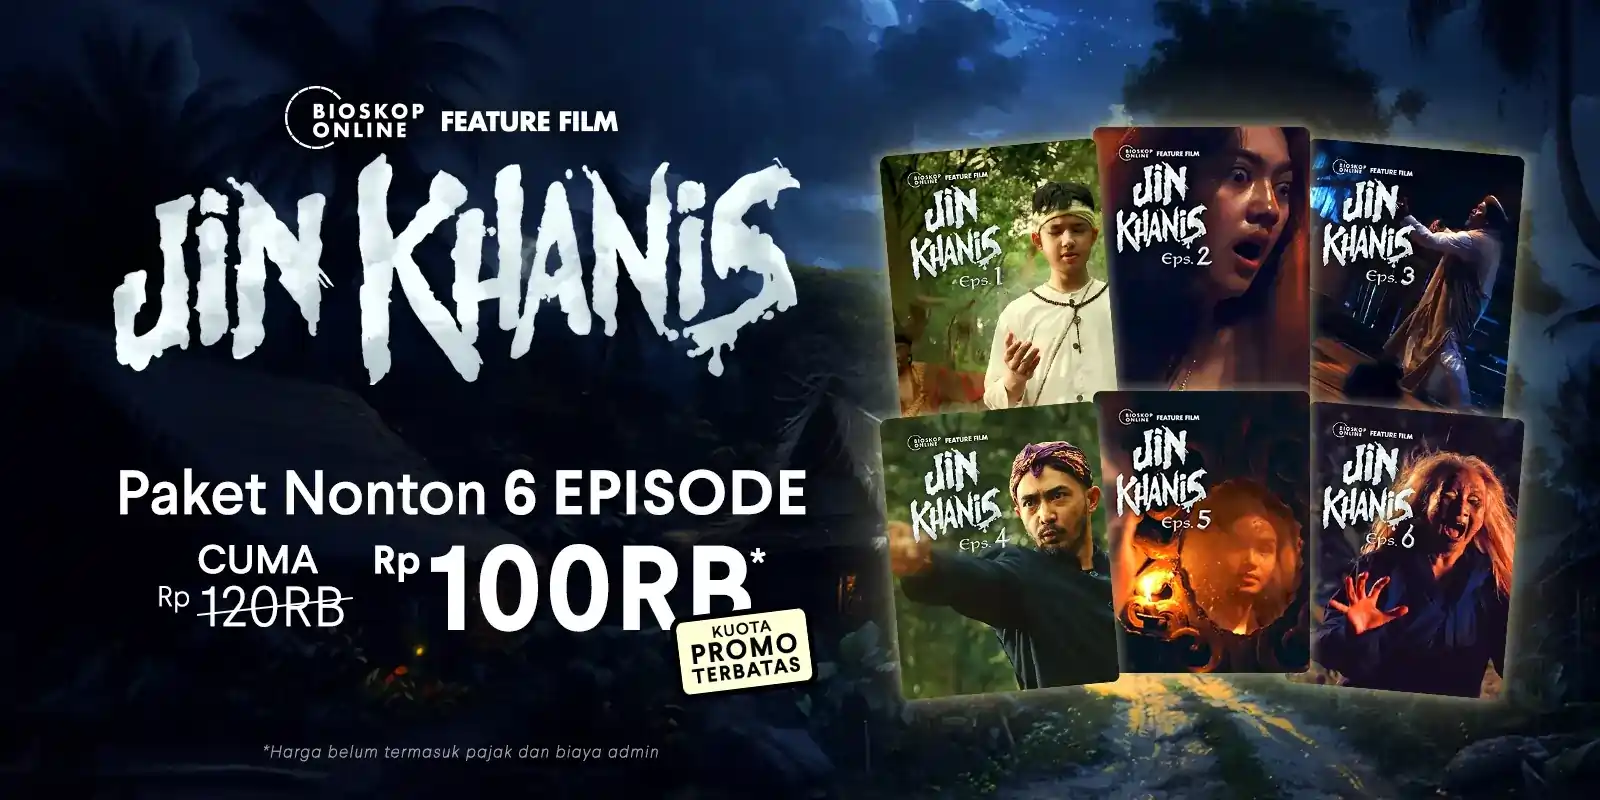 BIOSKOP
ONLINE
FEATURE FILM
JIN KHANIS
Paket Nonton 6 EPISODE
CUMA
Rp 120RB
Rp 100RB*
KUOTA
PROMO
TERBATAS
*Harga belum termasuk pajak dan biaya admin
BIOSKOP
ONLINE
FEATURE FILM
JIN
KHANIS
Eps. 1
BIOSKOP
ONLINE
FEATURE FILM
JIN
KHANIS
Eps. 2
BIOSKOP
ONLINE
FEATURE FILM
JIN
KHANIS
Eps. 3
BIOSKOP
ONLINE
FEATURE FILM
JIN
KHANIS
Eps. 4
BIOSKOP
ONLINE
FEATURE FILM
JIN
KHANIS
Eps. 5
BIOSKOP
ONLINE
FEATURE FILM
JIN
KHANIS
Eps. 6